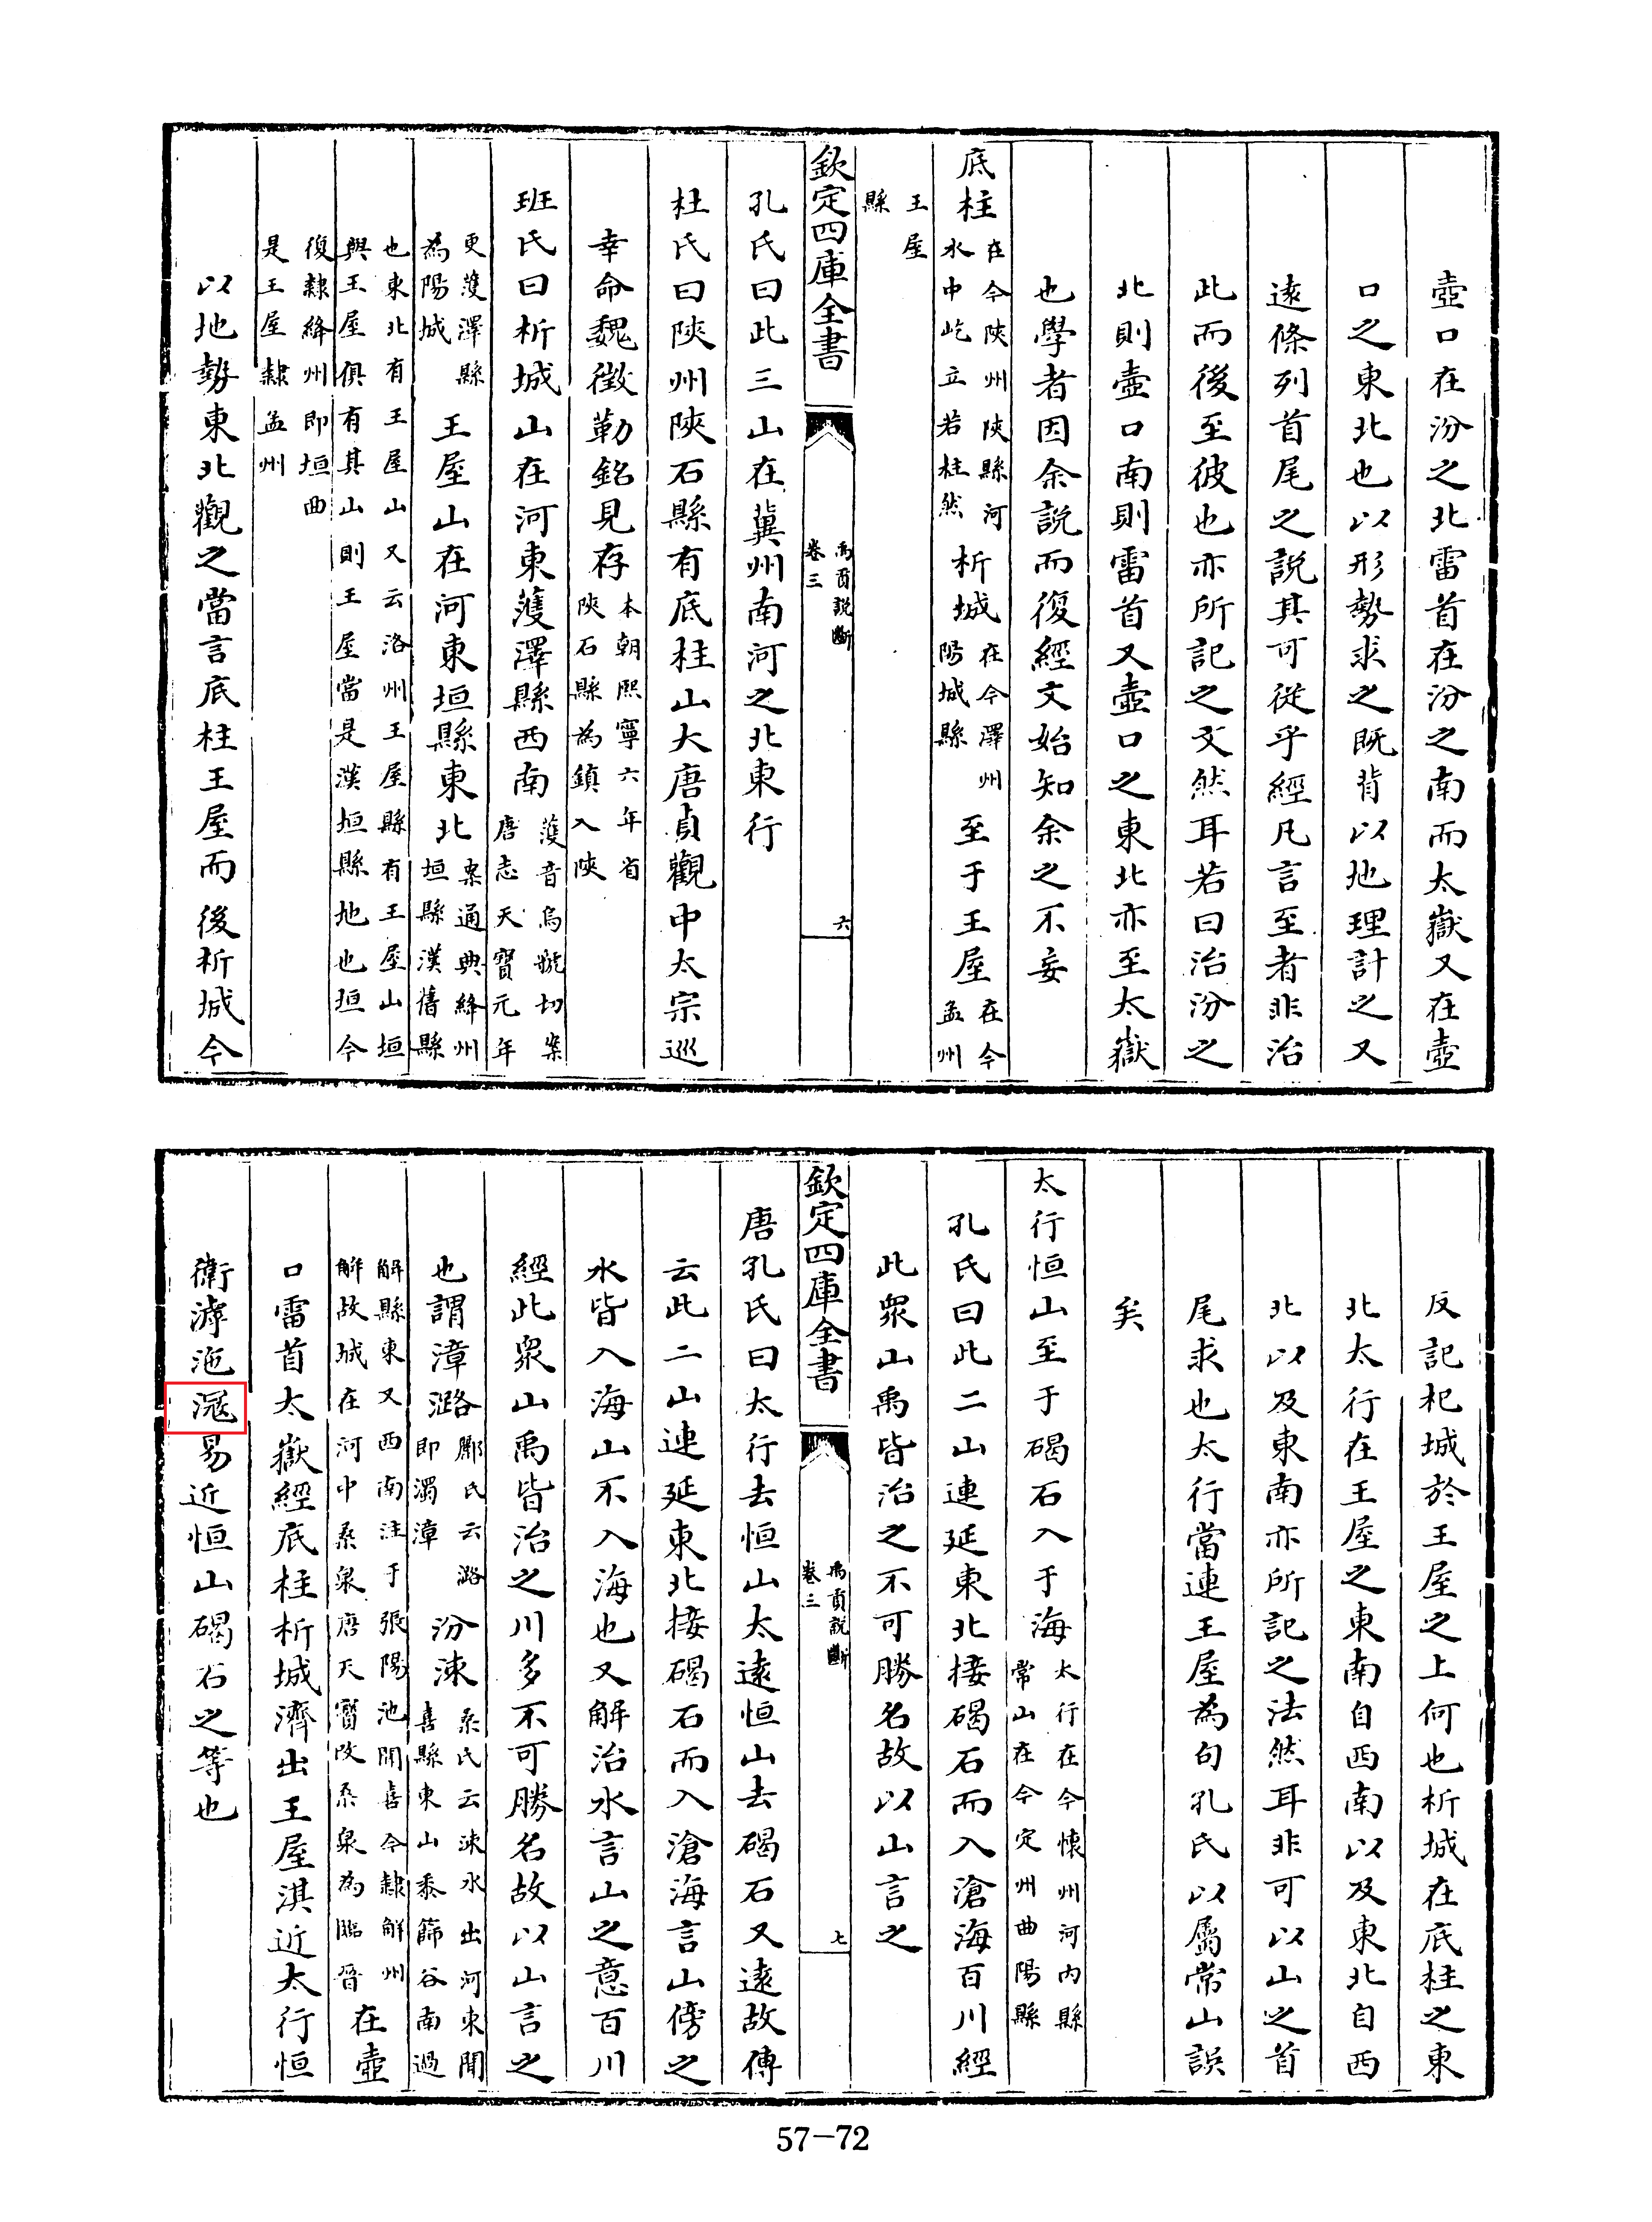 壺口在汾之北雷首在汾之南而太嶽又在壺
口之東北也以形勢求之既背以地理計之又
逺條列首尾之說其可從乎經凡言至者非治
此而後至彼也亦所記之文然耳若曰治汾之
北則壺口南則雷首又壺口之東北亦至太嶽
也學者因余說而復經文始知余之不妄
底柱在今陜州陜縣河水中屹立若柱然析城在今澤州陽城縣至于王屋在今孟州
王屋縣
欽定四庫全書
禹貢說斷卷三
六
孔氏曰此三山在冀州南河之北東行
杜氏曰陜州陜石縣有底柱山大唐貞觀中太宗巡
幸命魏徴勒銘見存本朝熙寧六年省陜石縣為鎮入陜
班氏曰析城山在河東濩澤縣西南濩音烏虢切案唐志天寳元年
更濩澤縣為陽城王屋山在河東垣縣東北案通典絳州垣縣漢舊縣
也東北有王屋山又云洛州王屋縣有王屋山垣與王屋俱有其山則王屋當是漢垣縣地也垣今
復隸絳州即垣曲是王屋隸孟州
以地勢東北觀之當言底柱王屋而後析城今
反記杞城於王屋之上何也析城在底柱之東
北太行在王屋之東南自西南以及東北自西
北以及東南亦所記之法然耳非可以山之首
尾求也太行當連王屋為句孔氏以屬常山誤
矣
太行恒山至于碣石入于海太行在今懷州河内縣常山在今定州曲陽縣
孔氏曰此二山連延東北接碣石而入滄海百川經
此眾山禹皆治之不可勝名故以山言之
欽定四庫全書
禹貢說斷卷三
七
唐孔氏曰太行去恒山太逺恒山去碣石又逺故傳
云此二山連延東北接碣石而入滄海言山傍之
水皆入海山不入海也又解治水言山之意百川
經此眾山禹皆治之川多不可勝名故以山言之
也謂漳潞酈氏云潞即濁漳汾涑桑氏云涑水出河東聞喜縣東山黍篩谷南過
解縣東又西南注于張陽池聞喜今隸解州解故城在河中桑泉唐天寳改桑泉為臨晉在壺
口雷首太嶽經底柱析城濟出王屋淇近太行恒
衛滹沲滱易近恒山碣石之等也
57-72